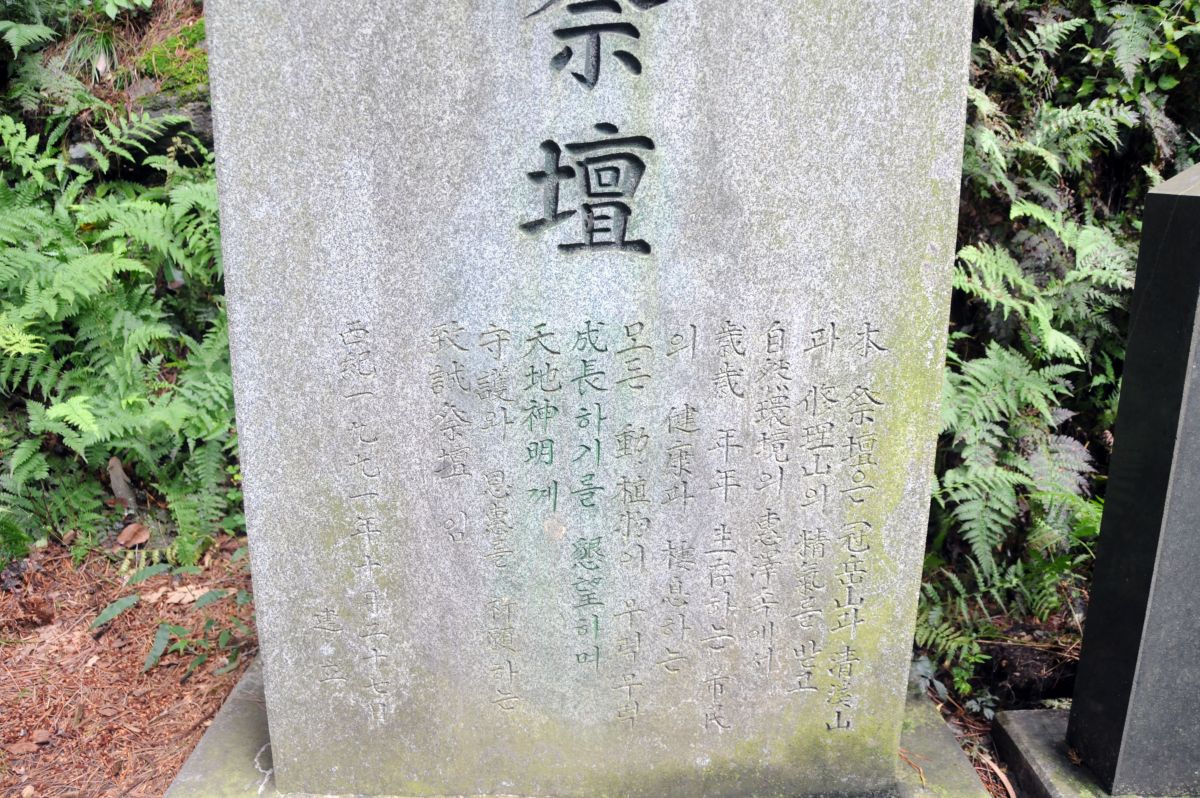 祭壇
本 祭壇은 冠岳山과 清溪山
과 修理山의 精氣를 받고
自然環境의 惠澤속에서
歲歲 年年 生存하는 市民
의 健康과 棲息하는
모든 動植物이 무럭무럭
成長하기를 懇望하며
天地神明께
守護와 恩惠를 祈願하는
致誠祭壇 임
西紀一九九一年十月二十七日
建立